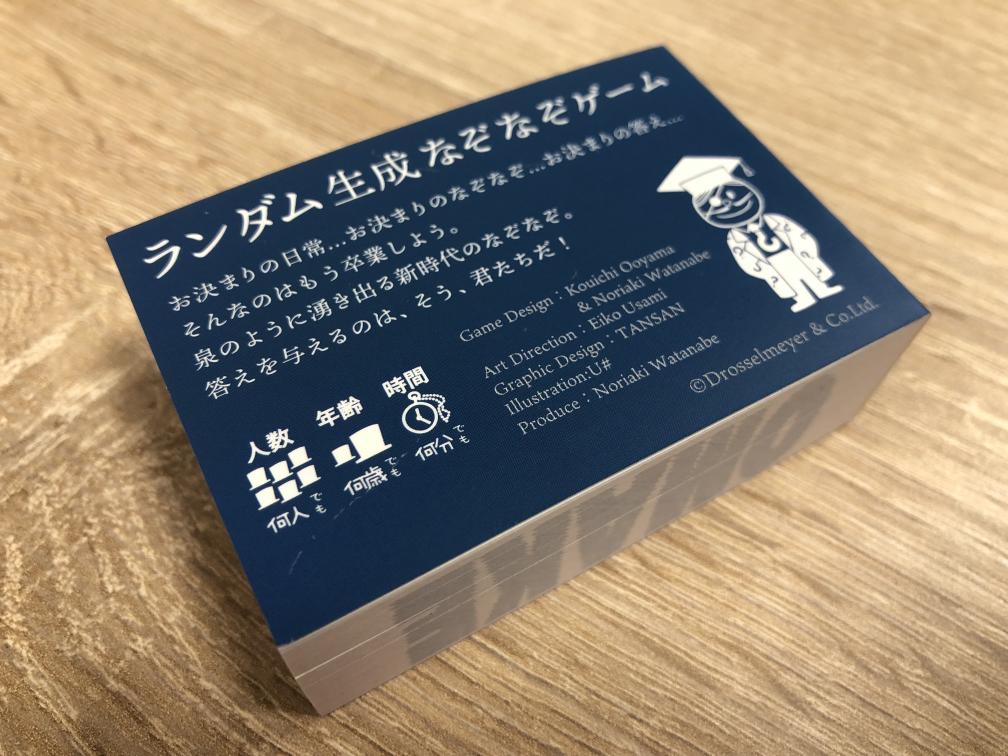 ランダム生成なぞなぞゲーム
お決まりの日常…お決まりのなぞなぞ…お決まりの答え…
そんなのはもう卒業しよう。
泉のように湧き出る新時代のなぞなぞ。
答えを与えるのは、そう、君たちだ！
Game Design：Kouichi Ooyama
& Noriaki Watanabe
Art Direction：Eiko Usami
Graphic Design：TANSAN
Illustration:U#
Produce：Noriaki Watanabe
©Drosselmeyer & Co.Ltd.
人数
何人でも
年齢
何歳でも
時間
何分でも